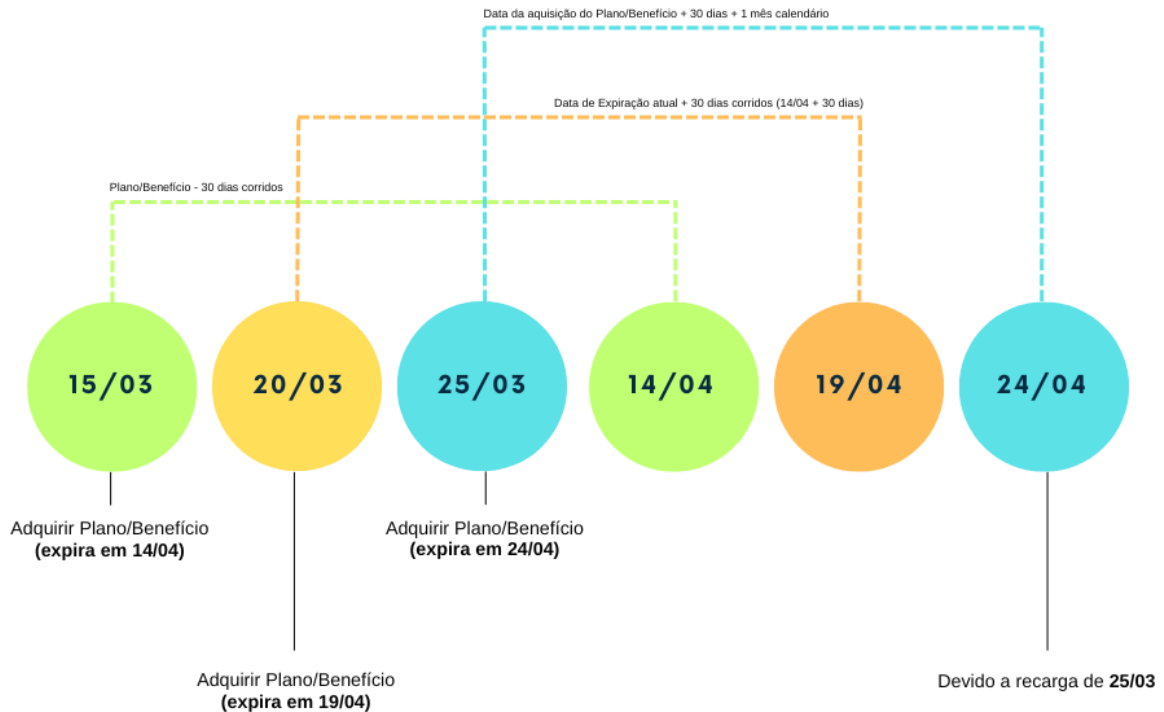 Data da aquisição do Plano/Benefício + 30 dias + 1 mês calendário
Data de Expiração atual + 30 dias corridos (14/04 + 30 dias)
Plano/Benefício - 30 dias corridos
15/03
20/03
25/03
14/04
19/04
24/04
Adquirir Plano/Benefício
(expira em 14/04)
Adquirir Plano/Benefício
(expira em 24/04)
Adquirir Plano/Benefício
(expira em 19/04)
Devido a recarga de 25/03